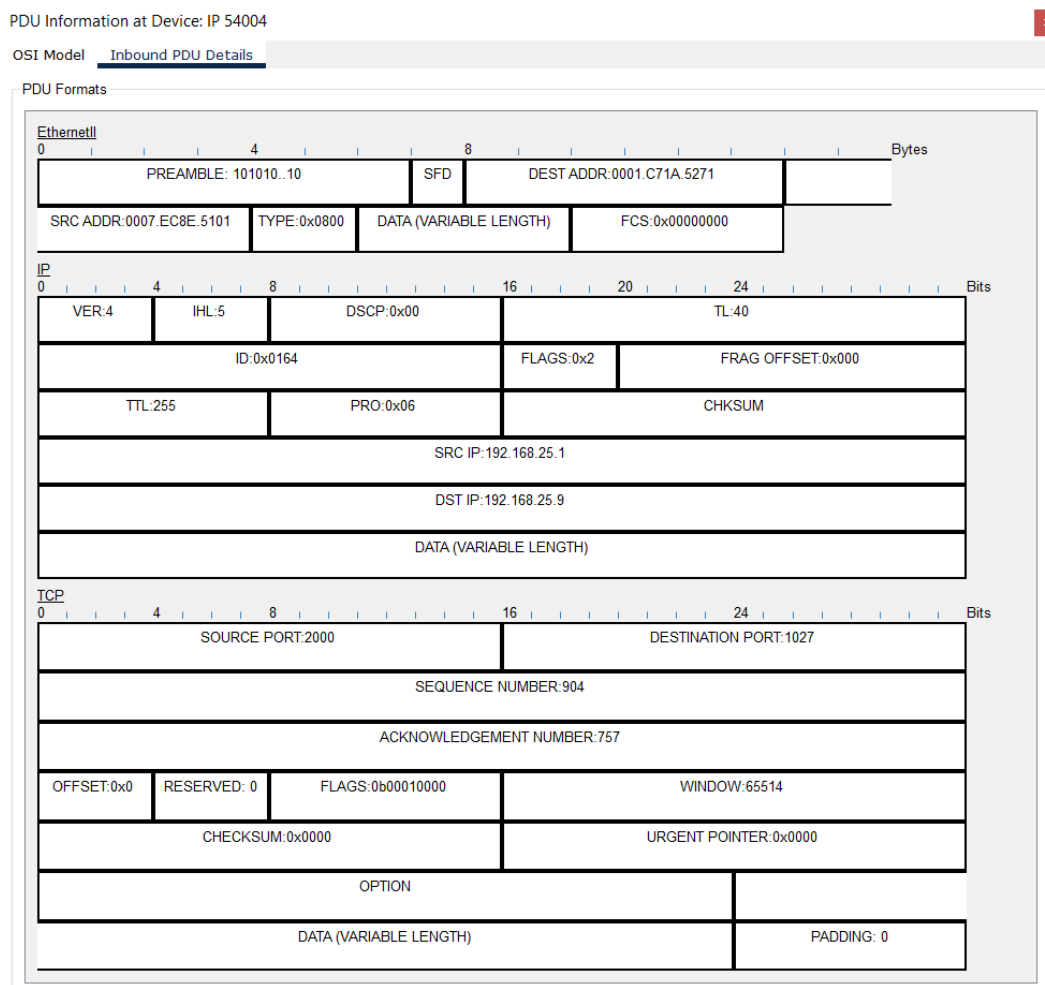 PDU Information at Device: IP 54004
OSI Model Inbound PDU Details
PDU Formats
EthernetII
0 4 8 Bytes
PREAMBLE: 101010..10 SFD DEST ADDR:0001.C71A.5271
SRC ADDR:0007.EC8E.5101 TYPE:0x0800 DATA (VARIABLE LENGTH) FCS:0x00000000
IP
0 4 8 16 20 24 Bits
VER:4 IHL:5 DSCP:0x00 TL:40
ID:0x0164 FLAGS:0x2 FRAG OFFSET:0x000
TTL:255 PRO:0x06 CHKSUM
SRC IP:192.168.25.1
DST IP:192.168.25.9
DATA (VARIABLE LENGTH)
TCP
0 4 8 16 24 Bits
SOURCE PORT:2000 DESTINATION PORT:1027
SEQUENCE NUMBER:904
ACKNOWLEDGEMENT NUMBER:757
OFFSET:0x0 RESERVED: 0 FLAGS:0b00010000 WINDOW:65514
CHECKSUM:0x0000 URGENT POINTER:0x0000
OPTION
DATA (VARIABLE LENGTH) PADDING: 0